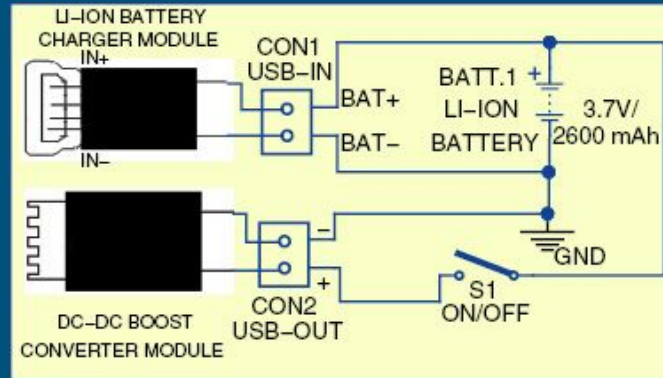 LI-ION BATTERY
CHARGER MODULE
IN+
IN-
CON1
USB-IN
BAT+
BAT-
BATT.1 +
LI-ION
BATTERY
3.7V/
2600 mAh
GND
S1
ON/OFF
-
+
CON2
USB-OUT
DC-DC BOOST
CONVERTER MODULE